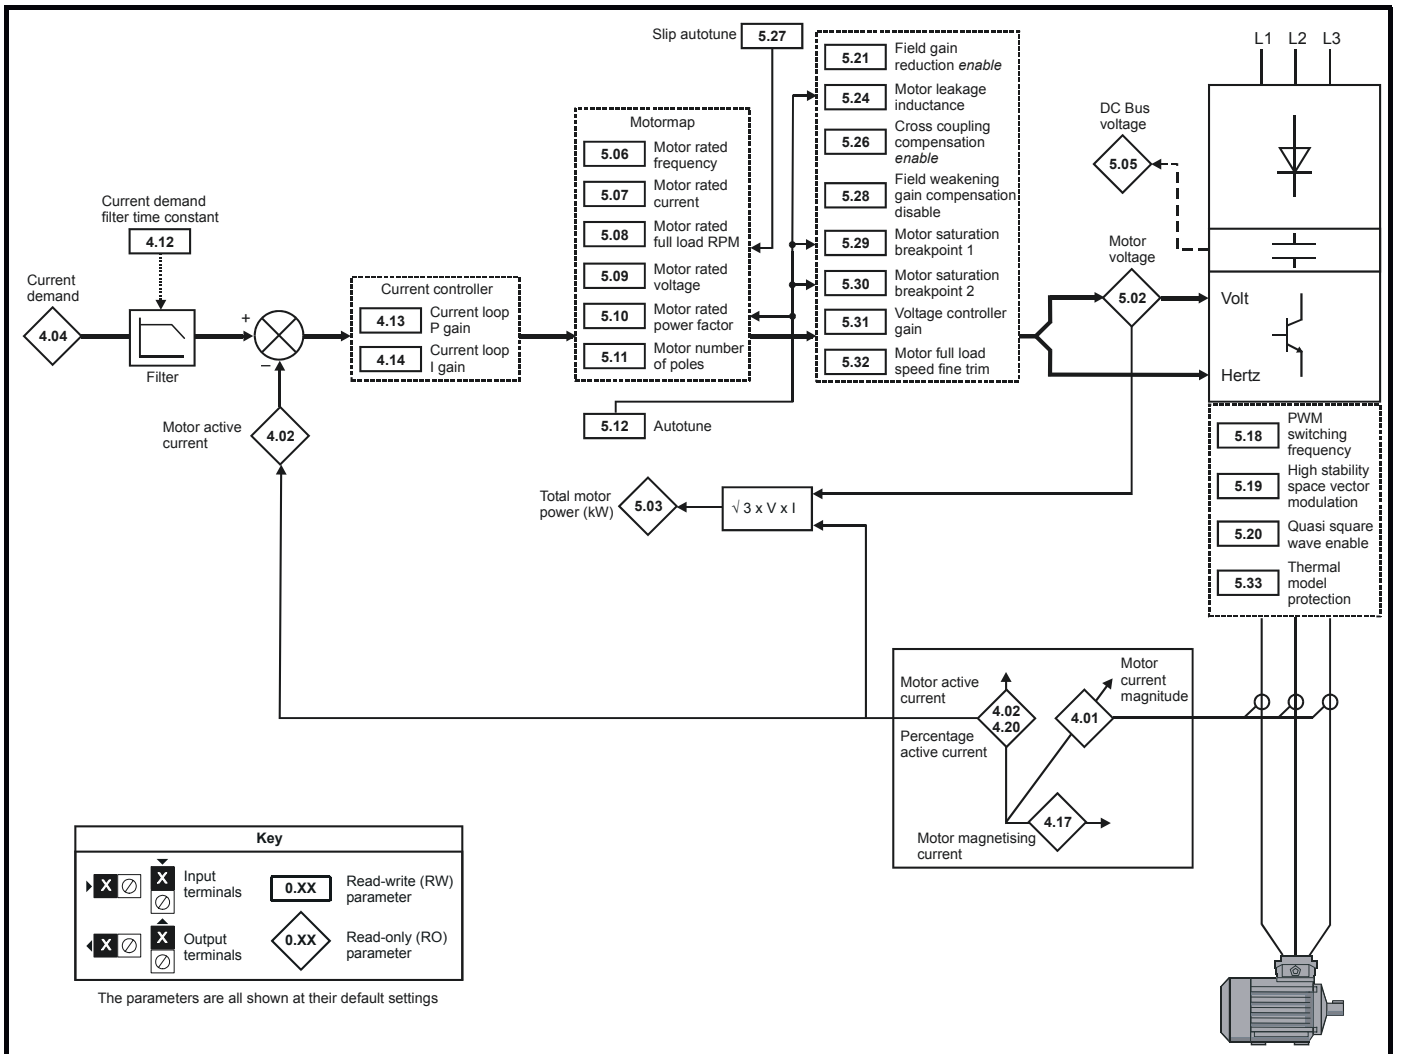 Slip autotune
5.27
L1
L2
L3
5.21
Field gain
reduction enable
5.24
Motor leakage
inductance
5.26
Cross coupling
compensation
enable
5.28
Field weakening
gain compensation
disable
5.29
Motor saturation
breakpoint 1
5.30
Motor saturation
breakpoint 2
5.31
Voltage controller
gain
5.32
Motor full load
speed fine trim
DC Bus
voltage
5.05
Motormap
5.06
Motor rated
frequency
5.07
Motor rated
current
5.08
Motor rated
full load RPM
5.09
Motor rated
voltage
5.10
Motor rated
power factor
5.11
Motor number
of poles
Current demand
filter time constant
4.12
Current
demand
4.04
Filter
+
–
Current controller
4.13
Current loop
P gain
4.14
Current loop
I gain
Motor
voltage
5.02
Volt
Hertz
Motor active
current
4.02
5.12
Autotune
Total motor
power (kW)
5.03
√ 3 x V x I
5.18
PWM
switching
frequency
5.19
High stability
space vector
modulation
5.20
Quasi square
wave enable
5.33
Thermal
model
protection
Motor active
current
4.02
4.20
Percentage
active current
4.01
Motor
current
magnitude
4.17
Motor magnetising
current
Key
X
X
Input
terminals
0.XX
Read-write (RW)
parameter
X
X
Output
terminals
0.XX
Read-only (RO)
parameter
The parameters are all shown at their default settings